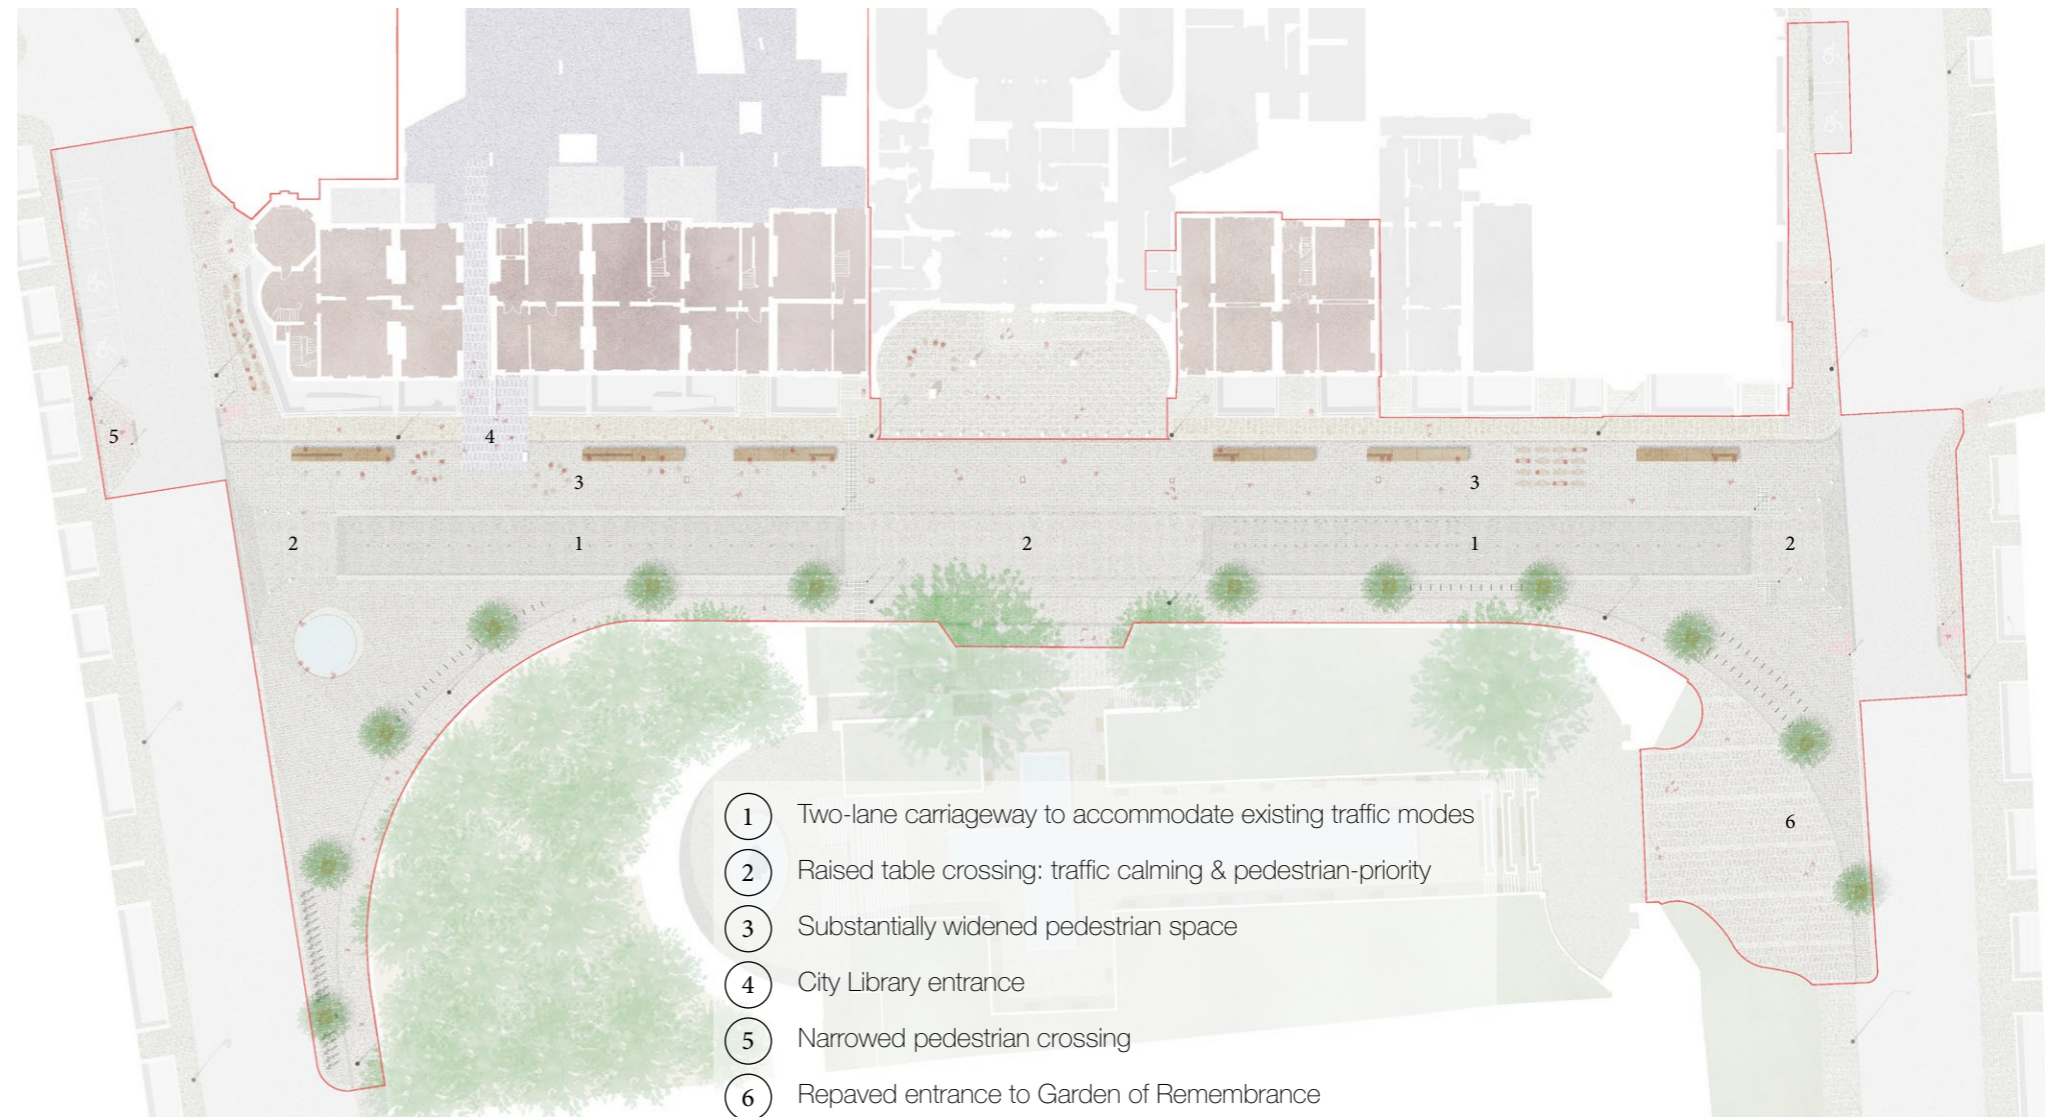 5
4
3
3
2
1
2
1
2
6
1 Two-lane carriageway to accommodate existing traffic modes
2 Raised table crossing: traffic calming & pedestrian-priority
3 Substantially widened pedestrian space
4 City Library entrance
5 Narrowed pedestrian crossing
6 Repaved entrance to Garden of Remembrance